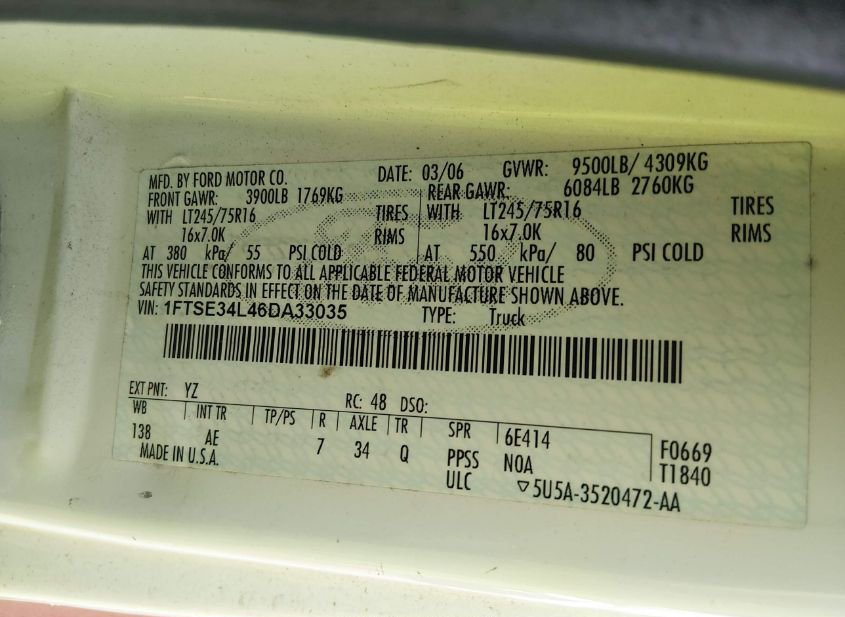 MFD. BY FORD MOTOR CO. DATE: 03/06 GVWR: 9500LB/ 4309KG
FRONT GAWR: 3900LB 1769KG REAR GAWR: 6084LB 2760KG
WITH LT245/75R16 TIRES WITH LT245/75R16 TIRES
16x7.0K RIMS 16x7.0K RIMS
AT 380 kPa/ 55 PSI COLD AT 550 kPa/ 80 PSI COLD
THIS VEHICLE CONFORMS TO ALL APPLICABLE FEDERAL MOTOR VEHICLE
SAFETY STANDARDS IN EFFECT ON THE DATE OF MANUFACTURE SHOWN ABOVE.
VIN: 1FTSE34L46DA33035 TYPE: Truck
EXT PNT: YZ RC: 48 DSO:
WB INT TR TP/PS R AXLE TR SPR 6E414 F0669
138 AE 7 34 Q PPSS N0A T1840
MADE IN U.S.A. ULC ▽5U5A-3520472-AA